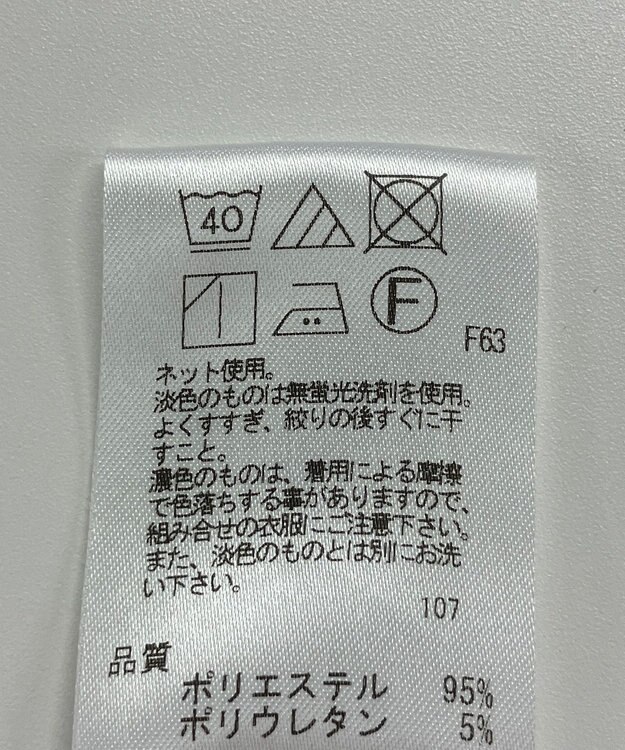 40
F
F63
ネット使用。
淡色のものは無蛍光洗剤を使用。
よくすすぎ、絞りの後すぐに干
すこと。
濃色のものは、着用による摩擦
で色落ちする事がありますので、
組み合せの衣服にご注意下さい。
また、淡色のものとは別にお洗
い下さい。
107
品質
ポリエステル 95%
ポリウレタン 5%